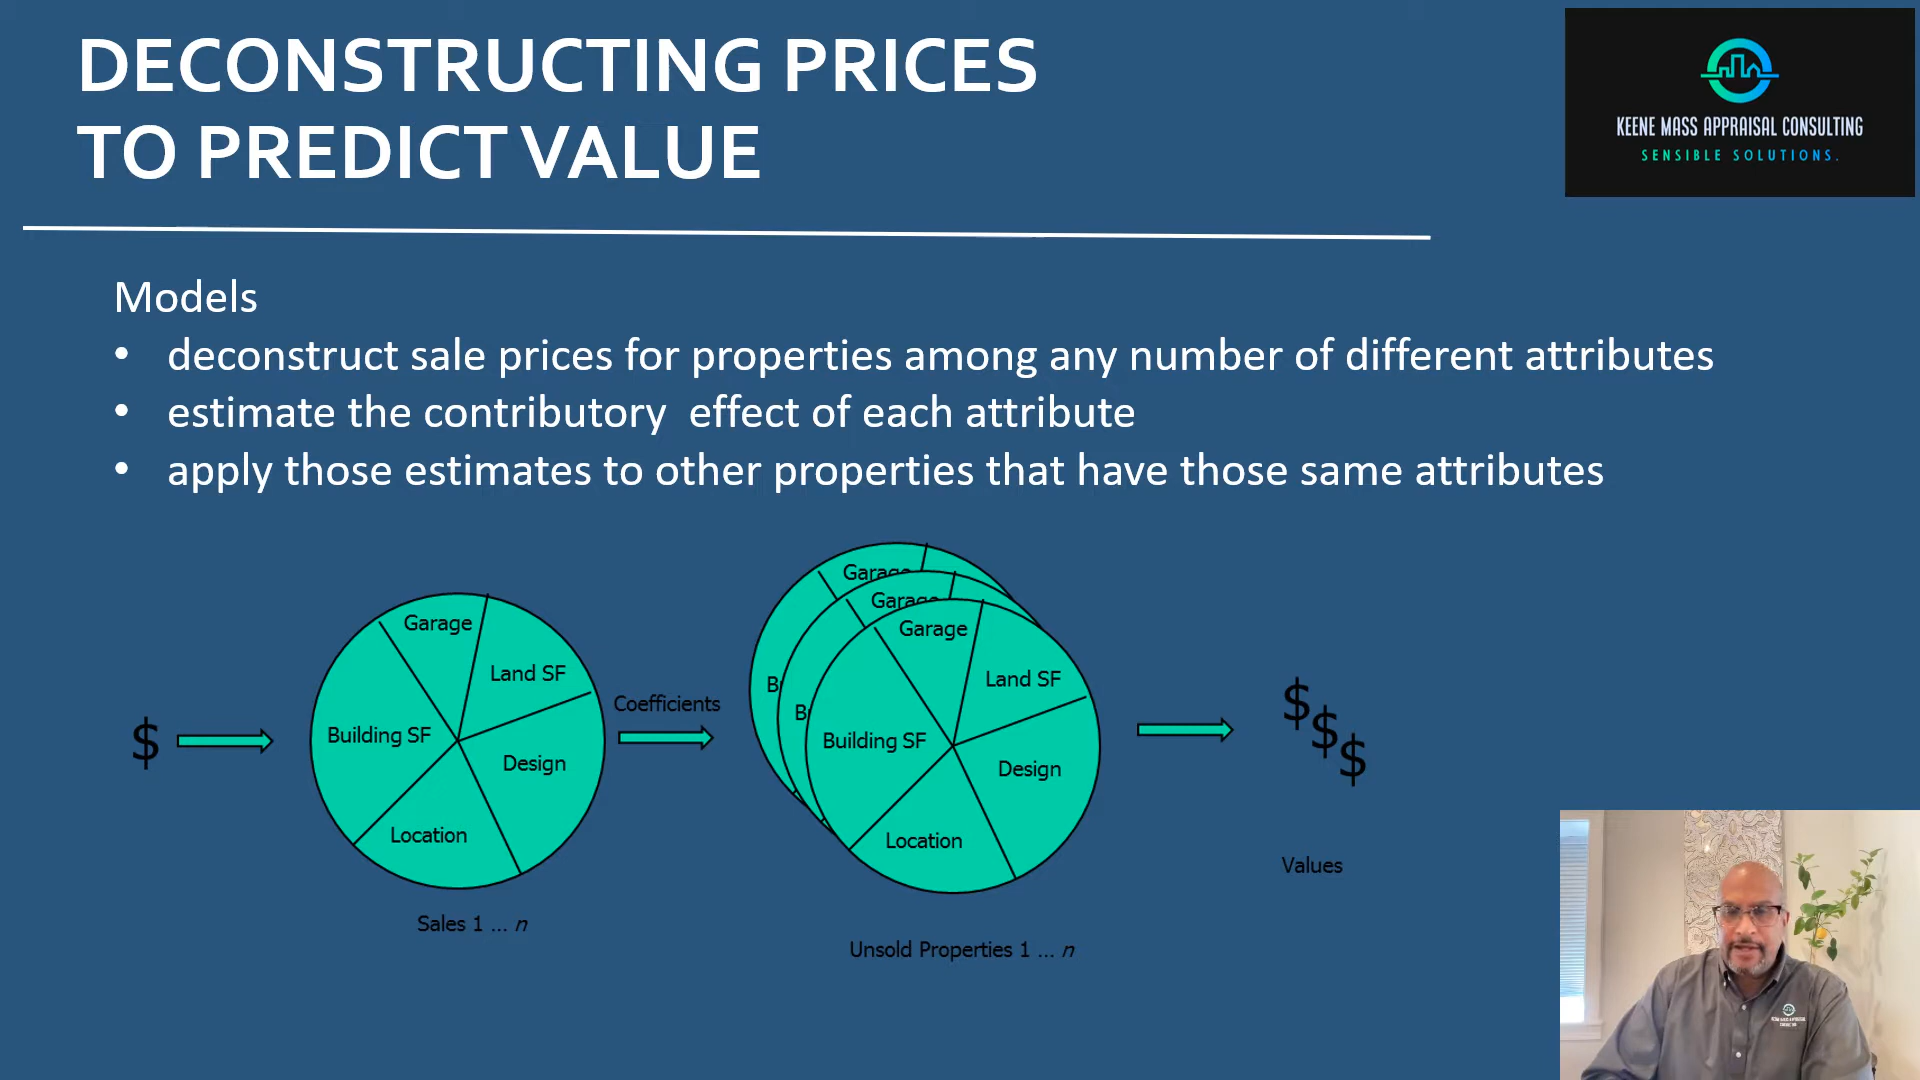 DECONSTRUCTING PRICES
TO PREDICT VALUE
KEENE MASS APPRAISAL CONSULTING
SENSIBLE SOLUTIONS.
Models
• deconstruct sale prices for properties among any number of different attributes
• estimate the contributory  effect of each attribute
• apply those estimates to other properties that have those same attributes
$
Garage
Land SF
Building SF
Design
Location
Sales 1 ... n
Coefficients
Garage
Garage
Garage
B
B
Land SF
Building SF
Design
Location
Unsold Properties 1 ... n
$
$
$
Values